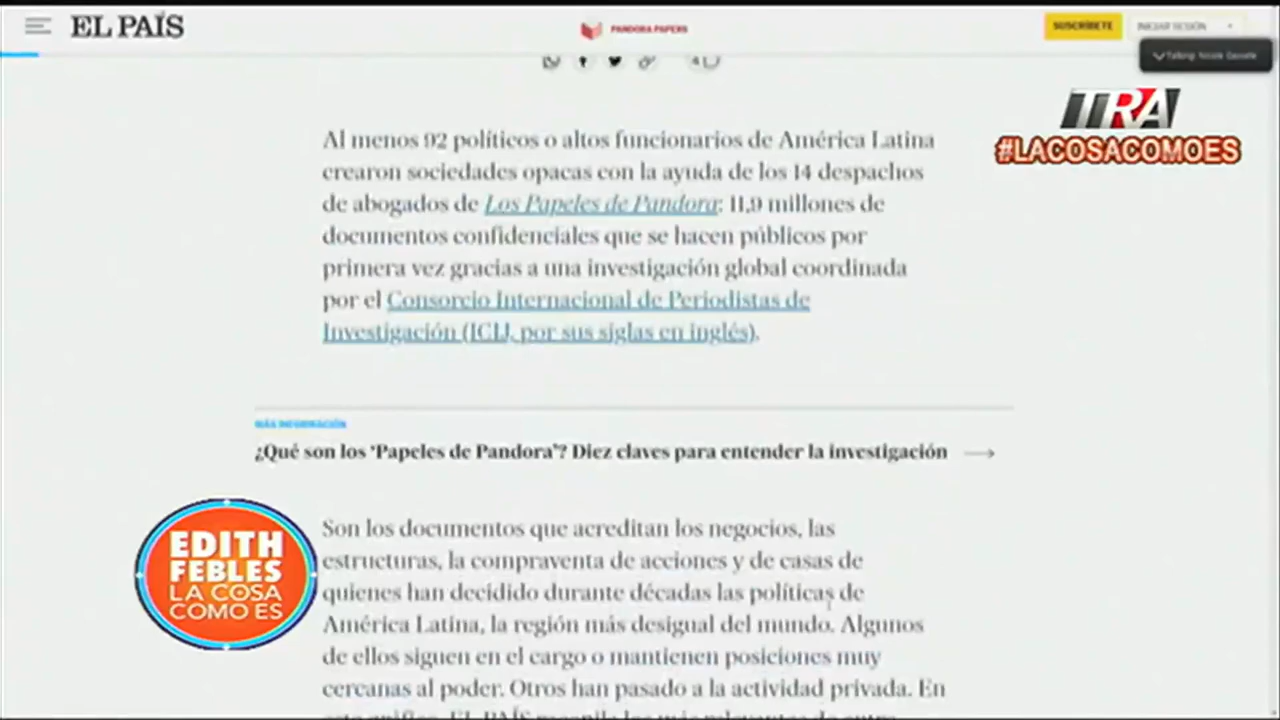 EL PAÍS
PANDORA PAPERS
SUSCRÍBETE
INICIAR SESIÓN
TRA
#LACOSACOMOES
Al menos 92 políticos o altos funcionarios de América Latina
crearon sociedades opacas con la ayuda de los 14 despachos
de abogados de Los Papeles de Pandora: 11,9 millones de
documentos confidenciales que se hacen públicos por
primera vez gracias a una investigación global coordinada
por el Consorcio Internacional de Periodistas de
Investigación (ICIJ, por sus siglas en inglés).
MÁS INFORMACIÓN
¿Qué son los ‘Papeles de Pandora’? Diez claves para entender la investigación
EDITH
FEBLES
LA COSA
COMO ES
Son los documentos que acreditan los negocios, las
estructuras, la compraventa de acciones y de casas de
quienes han decidido durante décadas las políticas de
América Latina, la región más desigual del mundo. Algunos
de ellos siguen en el cargo o mantienen posiciones muy
cercanas al poder. Otros han pasado a la actividad privada. En